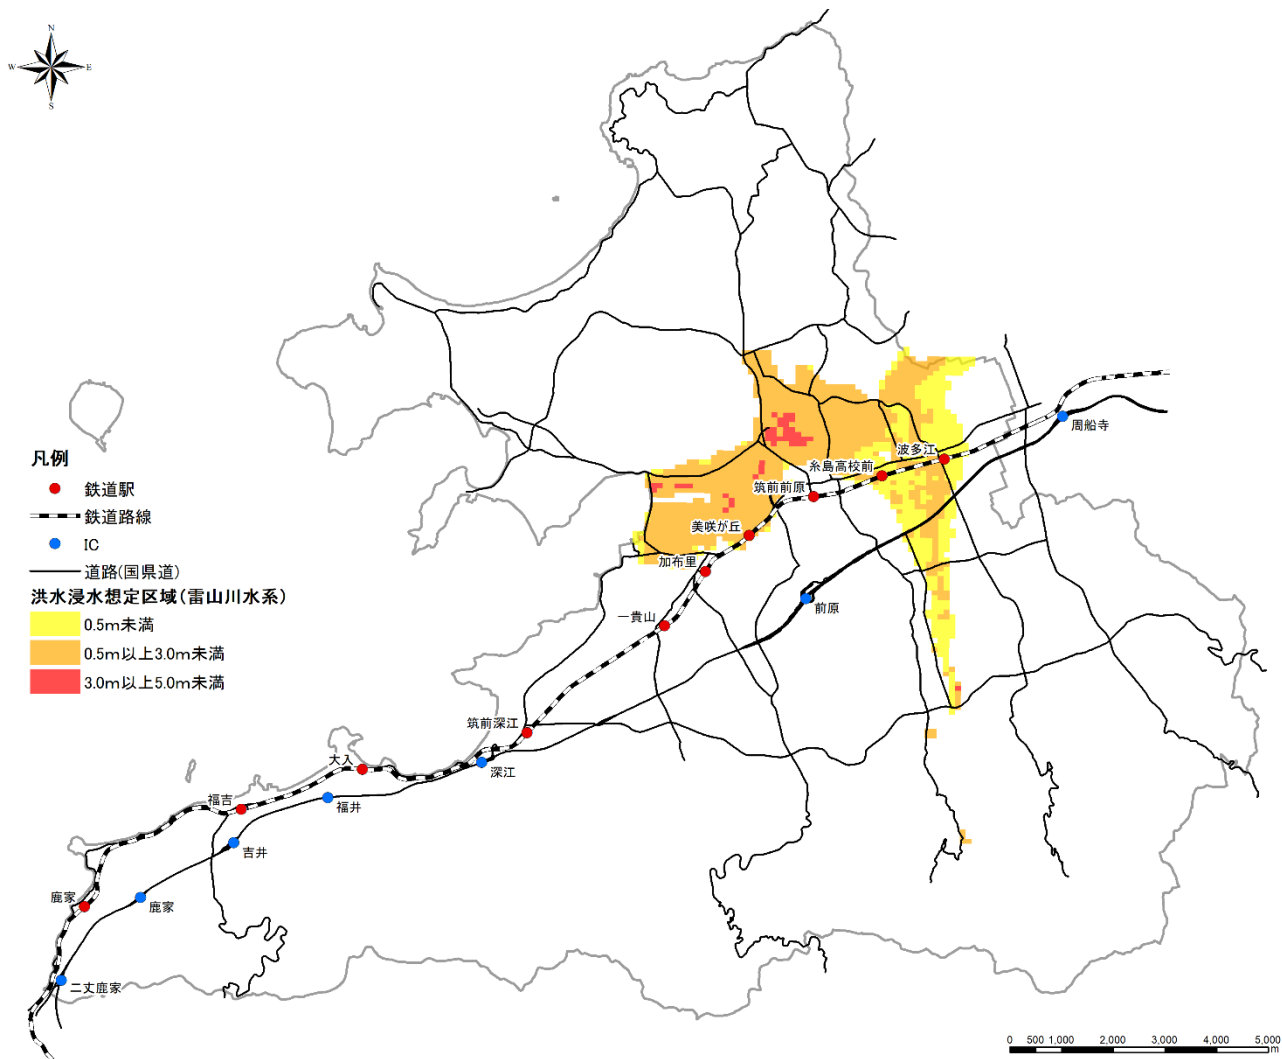 N
W E
S
凡例
鉄道駅
鉄道路線
IC
道路(国県道)
洪水浸水想定区域(雷山川水系)
0.5m未満
0.5m以上3.0m未満
3.0m以上5.0m未満
周船寺
波多江
糸島高校前
筑前前原
美咲が丘
加布里
前原
一貴山
筑前深江
深江
大入
福井
福吉
吉井
鹿家
鹿家
二丈鹿家
0 500 1,000 2,000 3,000 4,000 5,000
m